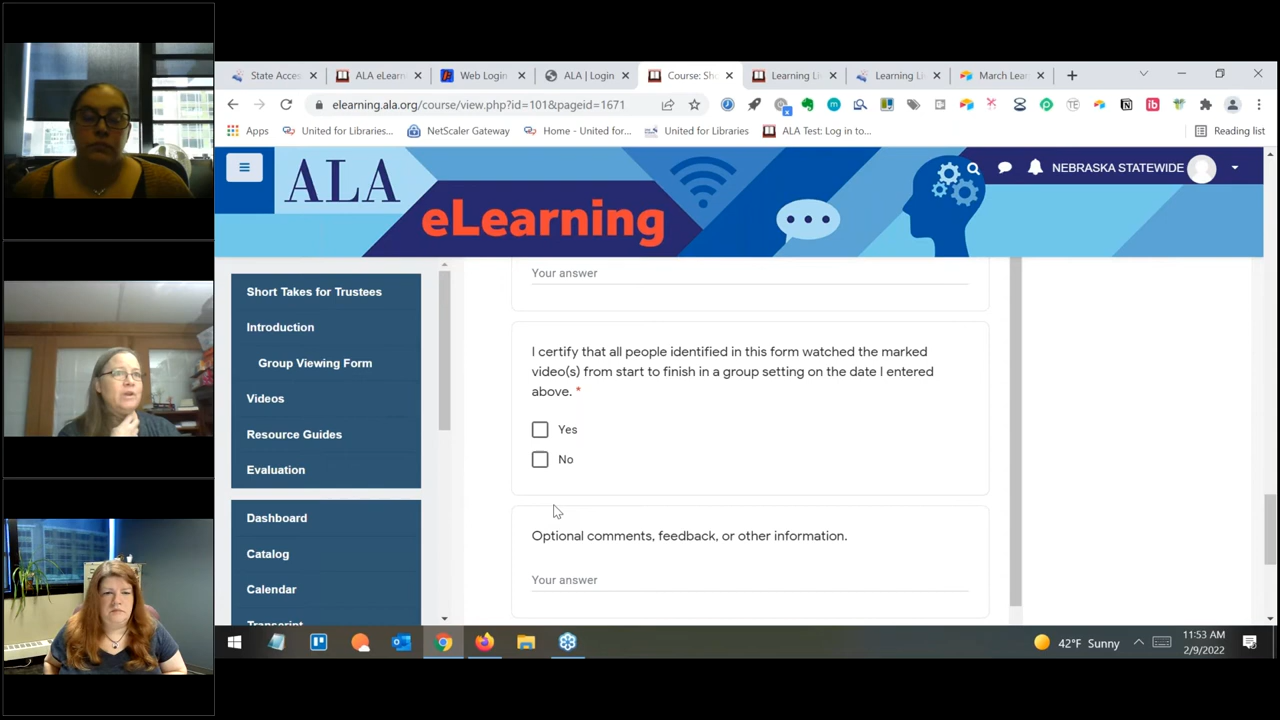 State Acces
ALA eLearn
Web Login
ALA | Login
Course: Sh
Learning Li
Learning Li
March Lear
elearning.ala.org/course/view.php?id=101&pageid=1671
Apps
United for Libraries...
NetScaler Gateway
Home - United for...
United for Libraries
ALA Test: Log in to...
Reading list
ALA
eLearning
NEBRASKA STATEWIDE
Short Takes for Trustees
Introduction
Group Viewing Form
Videos
Resource Guides
Evaluation
Dashboard
Catalog
Calendar
Transcript
Your answer
I certify that all people identified in this form watched the marked
video(s) from start to finish in a group setting on the date I entered
above. *
Yes
No
Optional comments, feedback, or other information.
Your answer
42°F Sunny
11:53 AM
2/9/2022